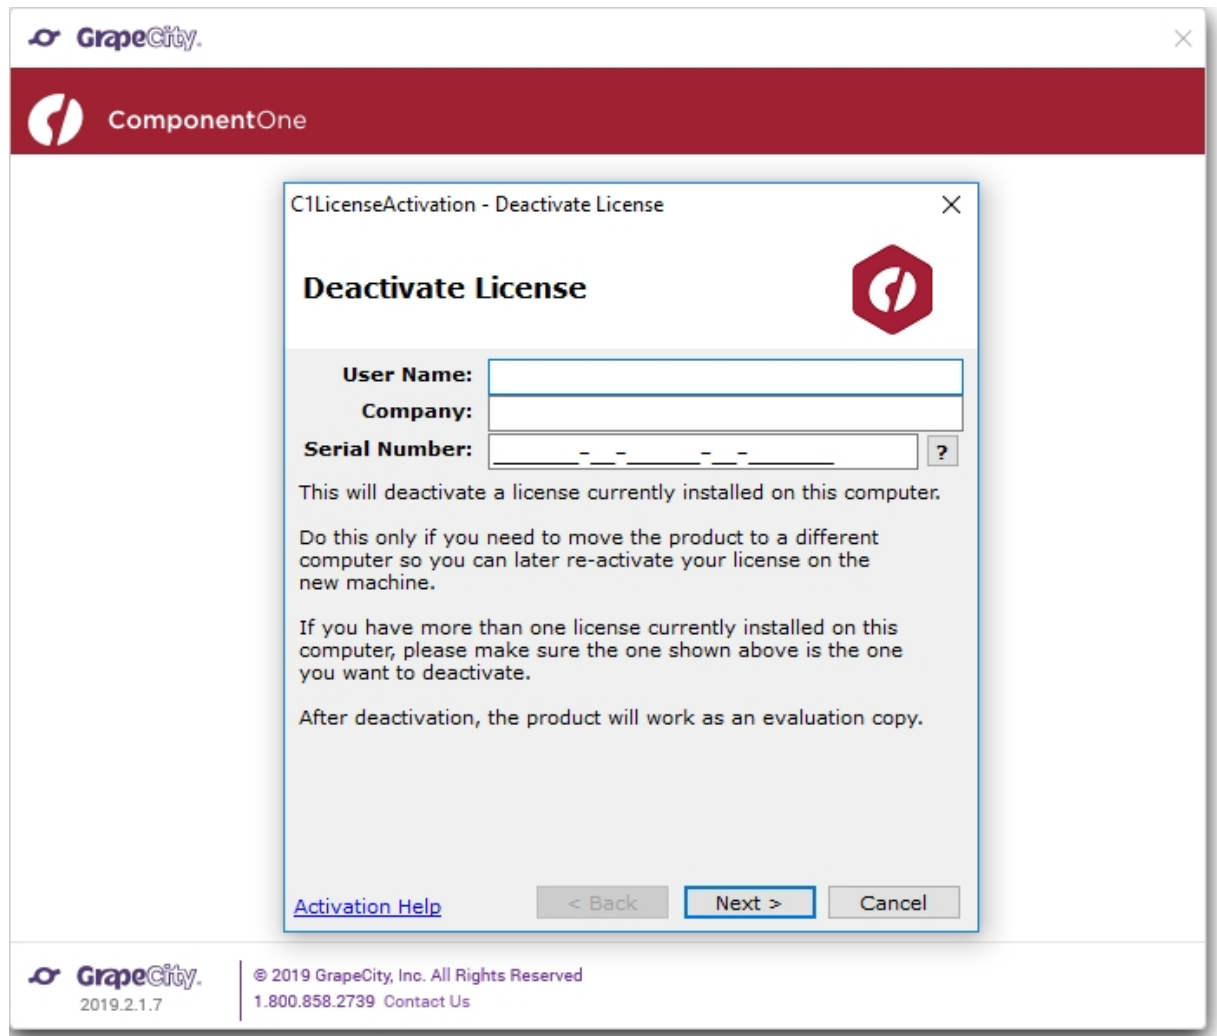 GrapeCity.
ComponentOne
C1LicenseActivation - Deactivate License
Deactivate License
User Name:
Company:
Serial Number: _______-__-______-__-_______ ?
This will deactivate a license currently installed on this computer.
Do this only if you need to move the product to a different
computer so you can later re-activate your license on the
new machine.
If you have more than one license currently installed on this
computer, please make sure the one shown above is the one
you want to deactivate.
After deactivation, the product will work as an evaluation copy.
Activation Help < Back Next > Cancel
GrapeCity.
2019.2.1.7
© 2019 GrapeCity, Inc. All Rights Reserved
1.800.858.2739 Contact Us